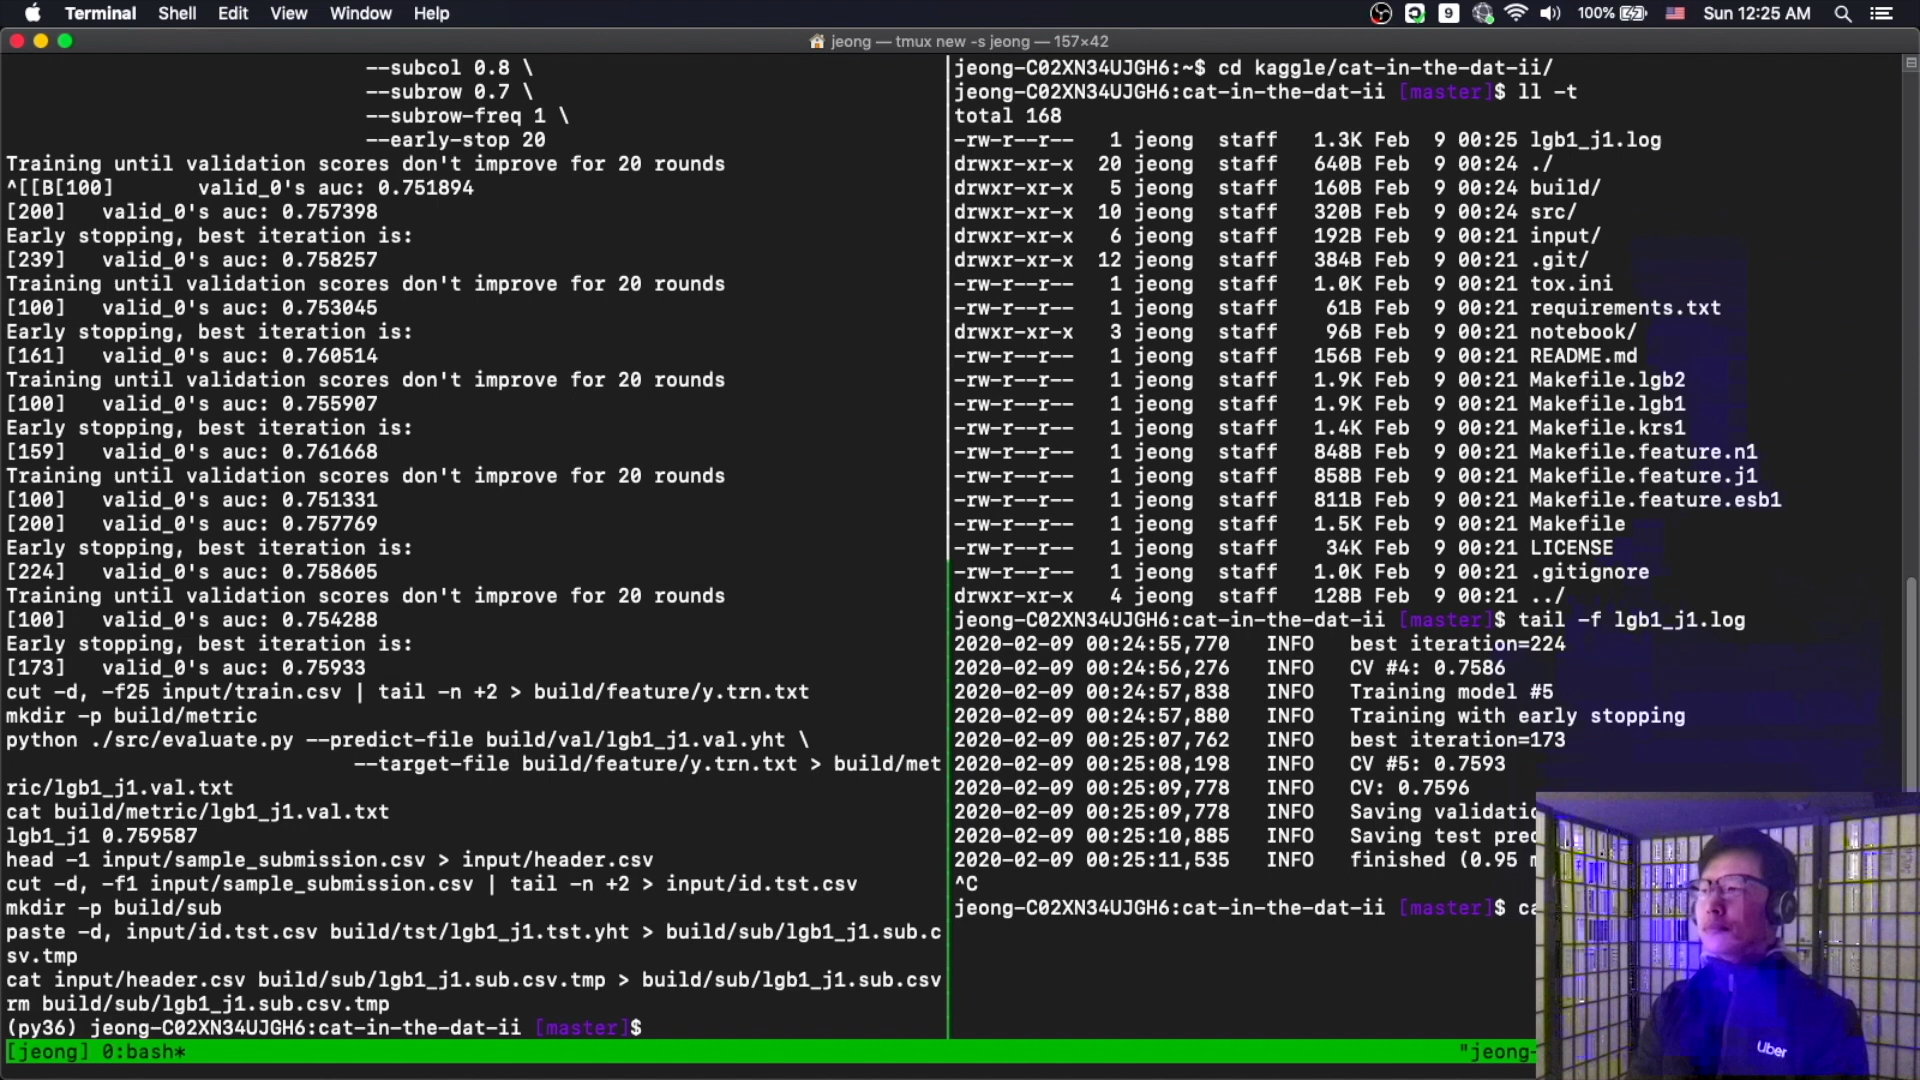 Terminal Shell Edit View Window Help
9 100% Sun 12:25 AM
jeong — tmux new -s jeong — 157×42
--subcol 0.8 \
--subrow 0.7 \
--subrow-freq 1 \
--early-stop 20
Training until validation scores don't improve for 20 rounds
^[[B[100]       valid_0's auc: 0.751894
[200]   valid_0's auc: 0.757398
Early stopping, best iteration is:
[239]   valid_0's auc: 0.758257
Training until validation scores don't improve for 20 rounds
[100]   valid_0's auc: 0.753045
Early stopping, best iteration is:
[161]   valid_0's auc: 0.760514
Training until validation scores don't improve for 20 rounds
[100]   valid_0's auc: 0.755907
Early stopping, best iteration is:
[159]   valid_0's auc: 0.761668
Training until validation scores don't improve for 20 rounds
[100]   valid_0's auc: 0.751331
[200]   valid_0's auc: 0.757769
Early stopping, best iteration is:
[224]   valid_0's auc: 0.758605
Training until validation scores don't improve for 20 rounds
[100]   valid_0's auc: 0.754288
Early stopping, best iteration is:
[173]   valid_0's auc: 0.75933
cut -d, -f25 input/train.csv | tail -n +2 > build/feature/y.trn.txt
mkdir -p build/metric
python ./src/evaluate.py --predict-file build/val/lgb1_j1.val.yht \
--target-file build/feature/y.trn.txt > build/met
ric/lgb1_j1.val.txt
cat build/metric/lgb1_j1.val.txt
lgb1_j1 0.759587
head -1 input/sample_submission.csv > input/header.csv
cut -d, -f1 input/sample_submission.csv | tail -n +2 > input/id.tst.csv
mkdir -p build/sub
paste -d, input/id.tst.csv build/tst/lgb1_j1.tst.yht > build/sub/lgb1_j1.sub.c
sv.tmp
cat input/header.csv build/sub/lgb1_j1.sub.csv.tmp > build/sub/lgb1_j1.sub.csv
rm build/sub/lgb1_j1.sub.csv.tmp
(py36) jeong-C02XN34UJGH6:cat-in-the-dat-ii [master]$
jeong-C02XN34UJGH6:~$ cd kaggle/cat-in-the-dat-ii/
jeong-C02XN34UJGH6:cat-in-the-dat-ii [master]$ ll -t
total 168
-rw-r--r--   1 jeong  staff   1.3K Feb  9 00:25 lgb1_j1.log
drwxr-xr-x  20 jeong  staff   640B Feb  9 00:24 ./
drwxr-xr-x   5 jeong  staff   160B Feb  9 00:24 build/
drwxr-xr-x  10 jeong  staff   320B Feb  9 00:24 src/
drwxr-xr-x   6 jeong  staff   192B Feb  9 00:21 input/
drwxr-xr-x  12 jeong  staff   384B Feb  9 00:21 .git/
-rw-r--r--   1 jeong  staff   1.0K Feb  9 00:21 tox.ini
-rw-r--r--   1 jeong  staff    61B Feb  9 00:21 requirements.txt
drwxr-xr-x   3 jeong  staff    96B Feb  9 00:21 notebook/
-rw-r--r--   1 jeong  staff   156B Feb  9 00:21 README.md
-rw-r--r--   1 jeong  staff   1.9K Feb  9 00:21 Makefile.lgb2
-rw-r--r--   1 jeong  staff   1.9K Feb  9 00:21 Makefile.lgb1
-rw-r--r--   1 jeong  staff   1.4K Feb  9 00:21 Makefile.krs1
-rw-r--r--   1 jeong  staff   848B Feb  9 00:21 Makefile.feature.n1
-rw-r--r--   1 jeong  staff   858B Feb  9 00:21 Makefile.feature.j1
-rw-r--r--   1 jeong  staff   811B Feb  9 00:21 Makefile.feature.esb1
-rw-r--r--   1 jeong  staff   1.5K Feb  9 00:21 Makefile
-rw-r--r--   1 jeong  staff    34K Feb  9 00:21 LICENSE
-rw-r--r--   1 jeong  staff   1.0K Feb  9 00:21 .gitignore
drwxr-xr-x   4 jeong  staff   128B Feb  9 00:21 ../
jeong-C02XN34UJGH6:cat-in-the-dat-ii [master]$ tail -f lgb1_j1.log
2020-02-09 00:24:55,770   INFO   best iteration=224
2020-02-09 00:24:56,276   INFO   CV #4: 0.7586
2020-02-09 00:24:57,838   INFO   Training model #5
2020-02-09 00:24:57,880   INFO   Training with early stopping
2020-02-09 00:25:07,762   INFO   best iteration=173
2020-02-09 00:25:08,198   INFO   CV #5: 0.7593
2020-02-09 00:25:09,778   INFO   CV: 0.7596
2020-02-09 00:25:09,778   INFO   Saving validatio
2020-02-09 00:25:10,885   INFO   Saving test pred
2020-02-09 00:25:11,535   INFO   finished (0.95 m
^C
jeong-C02XN34UJGH6:cat-in-the-dat-ii [master]$ ca
[jeong] 0:bash*
"jeong-
Uber